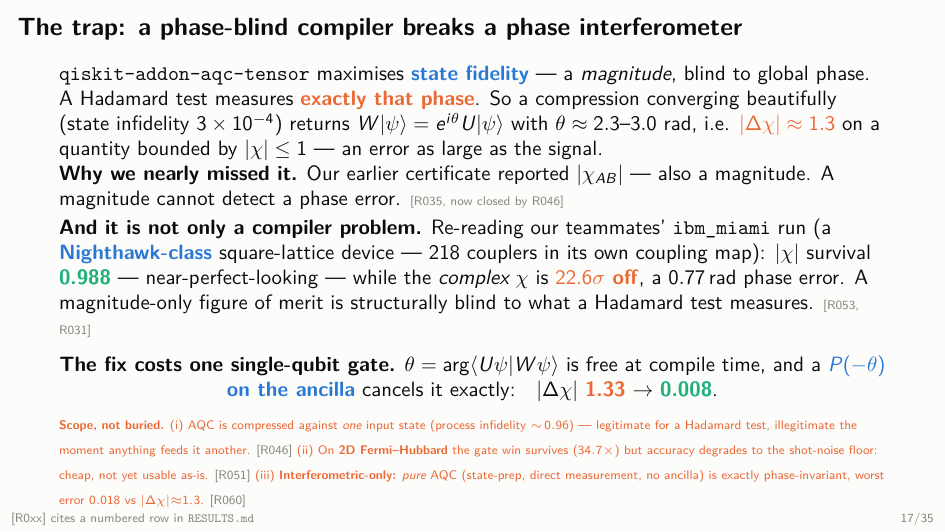 The trap: a phase-blind compiler breaks a phase interferometer
qiskit-addon-aqc-tensor maximises state fidelity — a magnitude, blind to global phase.
A Hadamard test measures exactly that phase. So a compression converging beautifully
(state infidelity 3 × 10⁻⁴) returns W|ψ⟩ = e^{iθ}U|ψ⟩ with θ ≈ 2.3–3.0 rad, i.e. |Δχ| ≈ 1.3 on a
quantity bounded by |χ| ≤ 1 — an error as large as the signal.
Why we nearly missed it. Our earlier certificate reported |χ_{AB}| — also a magnitude. A
magnitude cannot detect a phase error. [R035, now closed by R046]
And it is not only a compiler problem. Re-reading our teammates' ibm_miami run (a
Nighthawk-class square-lattice device — 218 couplers in its own coupling map): |χ| survival
0.988 — near-perfect-looking — while the complex χ is 22.6σ off, a 0.77 rad phase error. A
magnitude-only figure of merit is structurally blind to what a Hadamard test measures. [R053,
R031]
The fix costs one single-qubit gate. θ = arg⟨Uψ|Wψ⟩ is free at compile time, and a P(−θ)
on the ancilla cancels it exactly: |Δχ| 1.33 → 0.008.
Scope, not buried. (i) AQC is compressed against one input state (process infidelity ∼0.96) — legitimate for a Hadamard test, illegitimate the
moment anything feeds it another. [R046] (ii) On 2D Fermi–Hubbard the gate win survives (34.7×) but accuracy degrades to the shot-noise floor:
cheap, not yet usable as-is. [R051] (iii) Interferometric-only: pure AQC (state-prep, direct measurement, no ancilla) is exactly phase-invariant, worst
error 0.018 vs |Δχ|≈1.3. [R060]
[R0xx] cites a numbered row in RESULTS.md
17/35